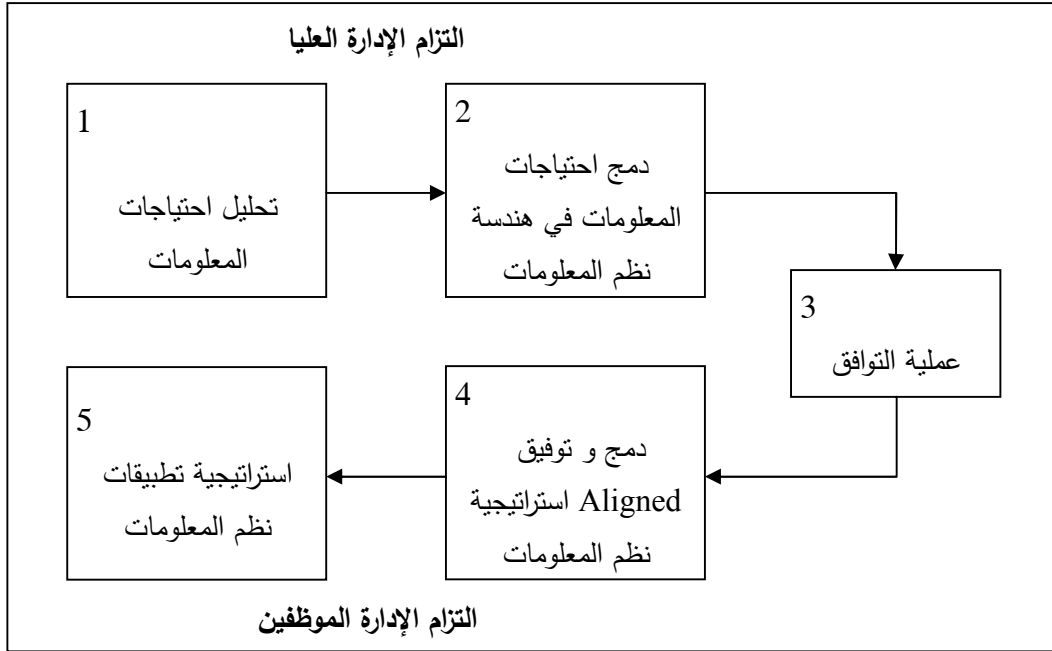 التزام الإدارة العليا
1
تحليل احتياجات
المعلومات
2
دمج احتياجات
المعلومات في هندسة
نظم المعلومات
3
عملية التوافق
4
دمج و توفيق
Aligned استراتيجية
نظم المعلومات
5
استراتيجية تطبيقات
نظم المعلومات
التزام الإدارة الموظفين